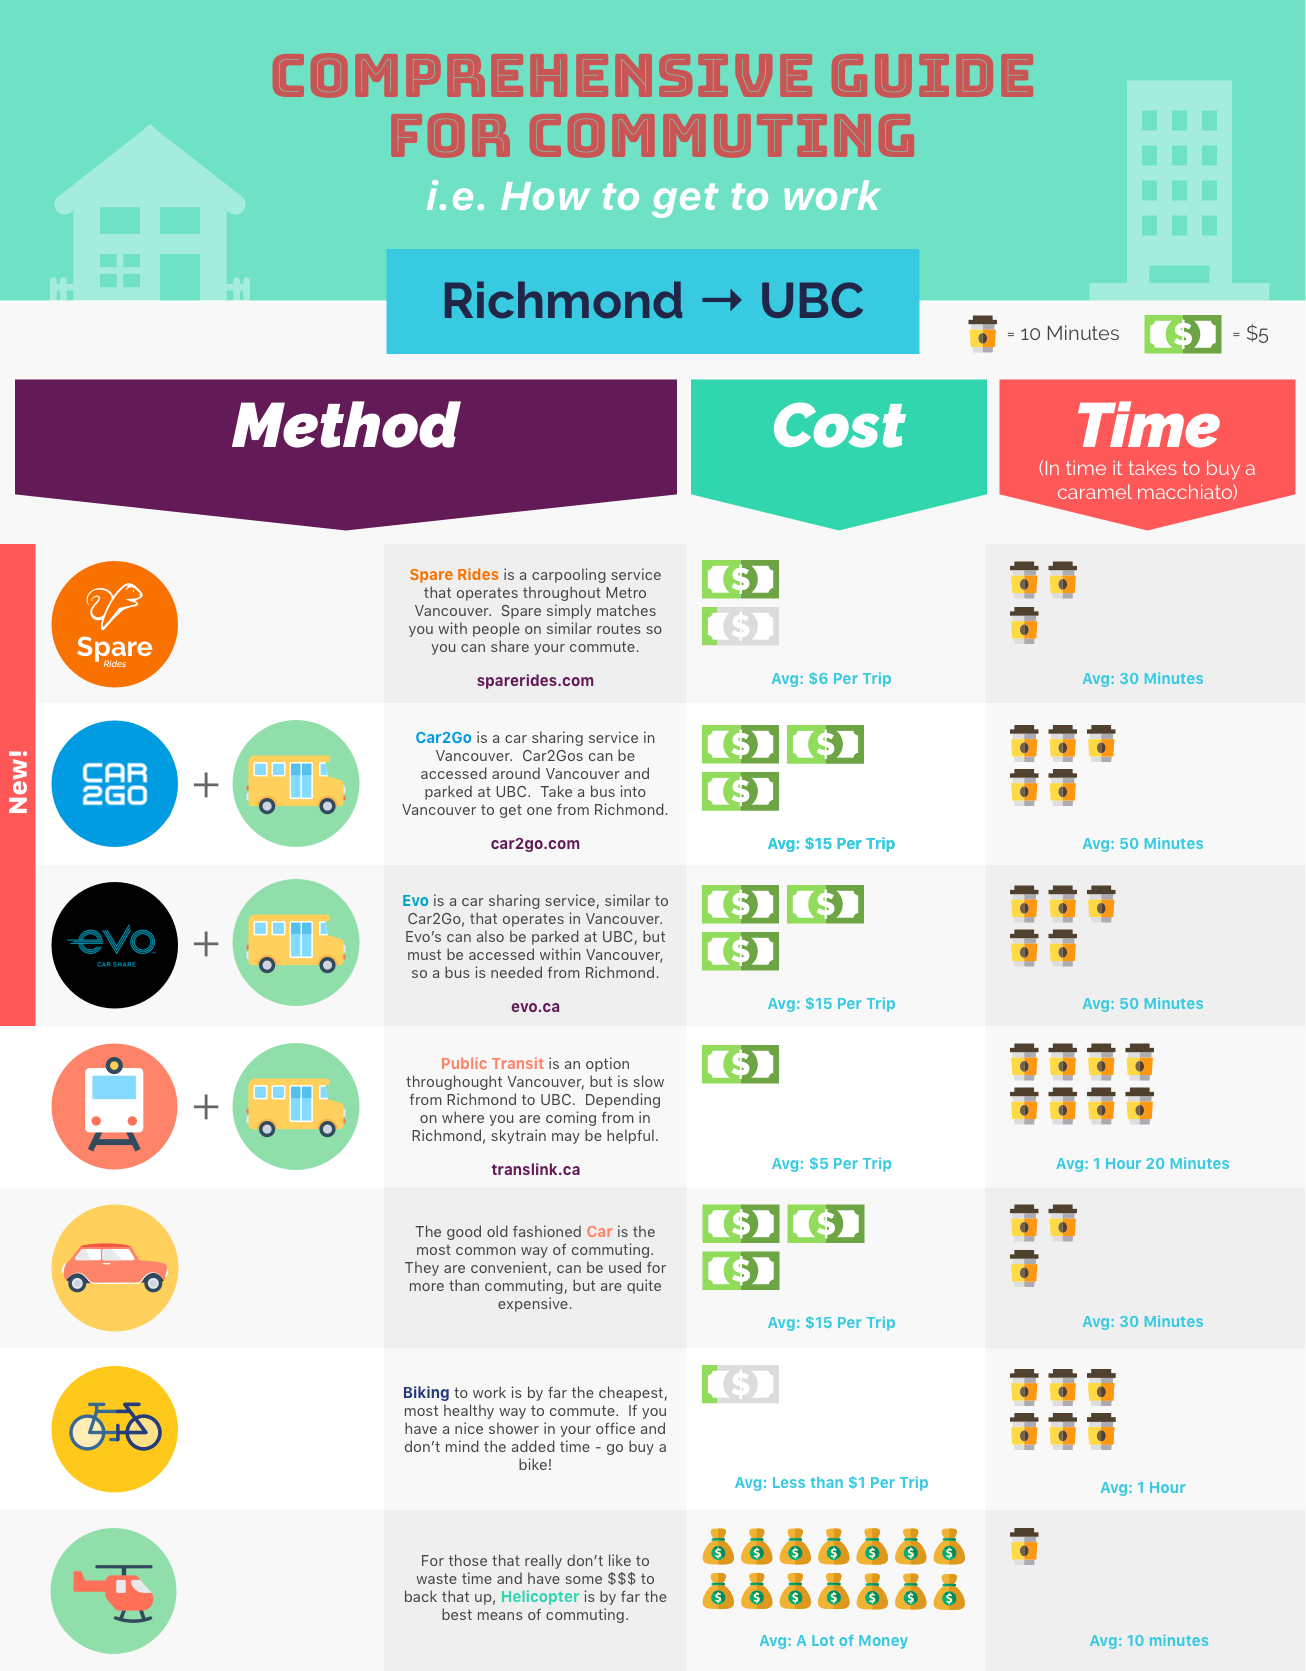 COMPREHENSIVE GUIDE
FOR COMMUTING
i.e. How to get to work
Richmond → UBC
= 10 Minutes
$ = $5
Method
Cost
Time
(In time it takes to buy a
caramel macchiato)
New!
Spare
Rides
Spare Rides is a carpooling service
that operates throughout Metro
Vancouver. Spare simply matches
you with people on similar routes so
you can share your commute.
sparerides.com
$
$
Avg: $6 Per Trip
Avg: 30 Minutes
CAR
2GO
+
Car2Go is a car sharing service in
Vancouver. Car2Gos can be
accessed around Vancouver and
parked at UBC. Take a bus into
Vancouver to get one from Richmond.
car2go.com
$ $
$
Avg: $15 Per Trip
Avg: 50 Minutes
evo
CAR SHARE
+
Evo is a car sharing service, similar to
Car2Go, that operates in Vancouver.
Evo's can also be parked at UBC, but
must be accessed within Vancouver,
so a bus is needed from Richmond.
evo.ca
$ $
$
Avg: $15 Per Trip
Avg: 50 Minutes
+
Public Transit is an option
throughought Vancouver, but is slow
from Richmond to UBC. Depending
on where you are coming from in
Richmond, skytrain may be helpful.
translink.ca
$
Avg: $5 Per Trip
Avg: 1 Hour 20 Minutes
The good old fashioned Car is the
most common way of commuting.
They are convenient, can be used for
more than commuting, but are quite
expensive.
$ $
$
Avg: $15 Per Trip
Avg: 30 Minutes
Biking to work is by far the cheapest,
most healthy way to commute. If you
have a nice shower in your office and
don't mind the added time - go buy a
bike!
$
Avg: Less than $1 Per Trip
Avg: 1 Hour
For those that really don't like to
waste time and have some $$$ to
back that up, Helicopter is by far the
best means of commuting.
$ $ $ $ $ $ $
$ $ $ $ $ $ $
Avg: A Lot of Money
Avg: 10 minutes